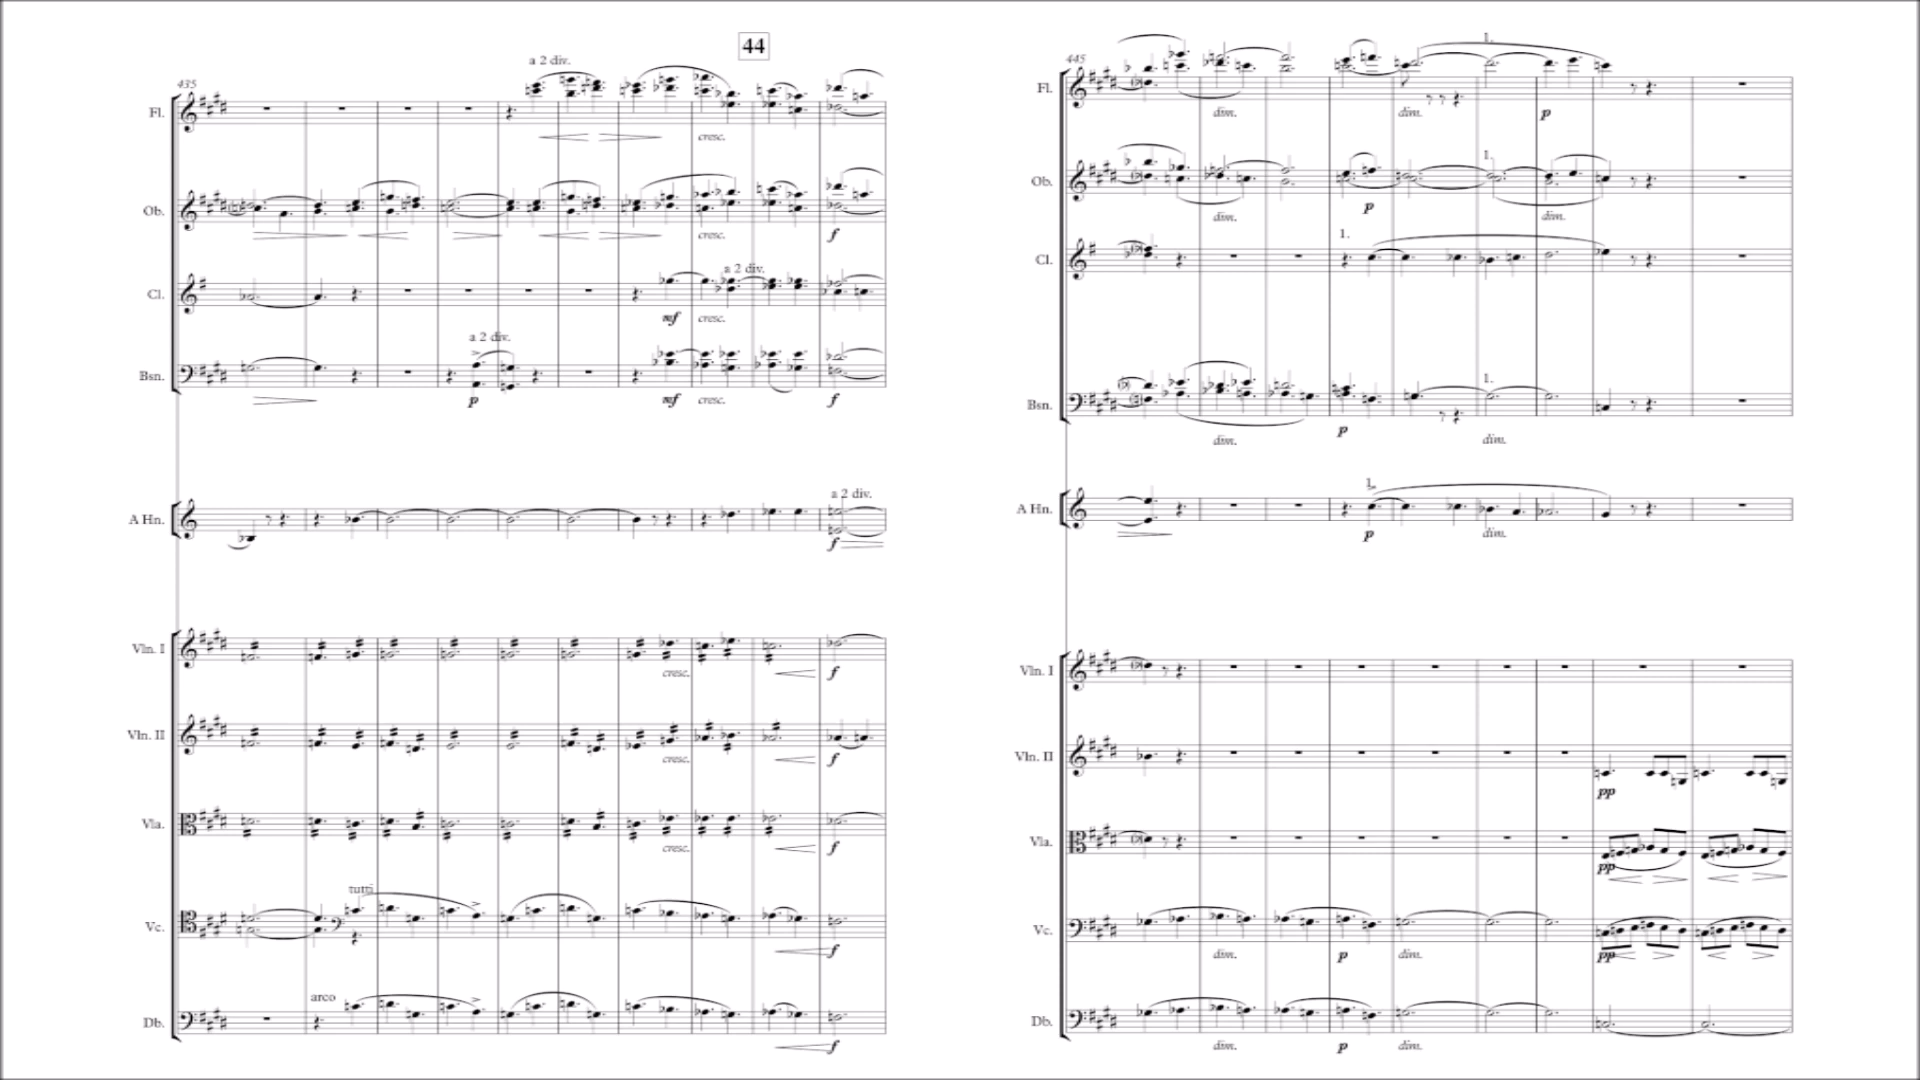 44
a 2 div.
435
Fl.
cresc.
Ob.
cresc.
f
a 2 div.
Cl.
mf cresc.
a 2 div.
Bsn.
p mf cresc. f
a 2 div.
A Hn.
f
Vln. I
cresc. f
Vln. II
cresc. f
Vla.
cresc. f
tutti
Vc.
f
arco
Db.
f
1.
445
Fl.
dim. dim. p
1.
Ob.
dim. p dim.
1.
Cl.
1.
Bsn.
dim. p dim.
1.
A Hn.
p dim.
Vln. I
Vln. II
pp
Vla.
pp
Vc.
dim. p dim. pp
Db.
dim. p dim.